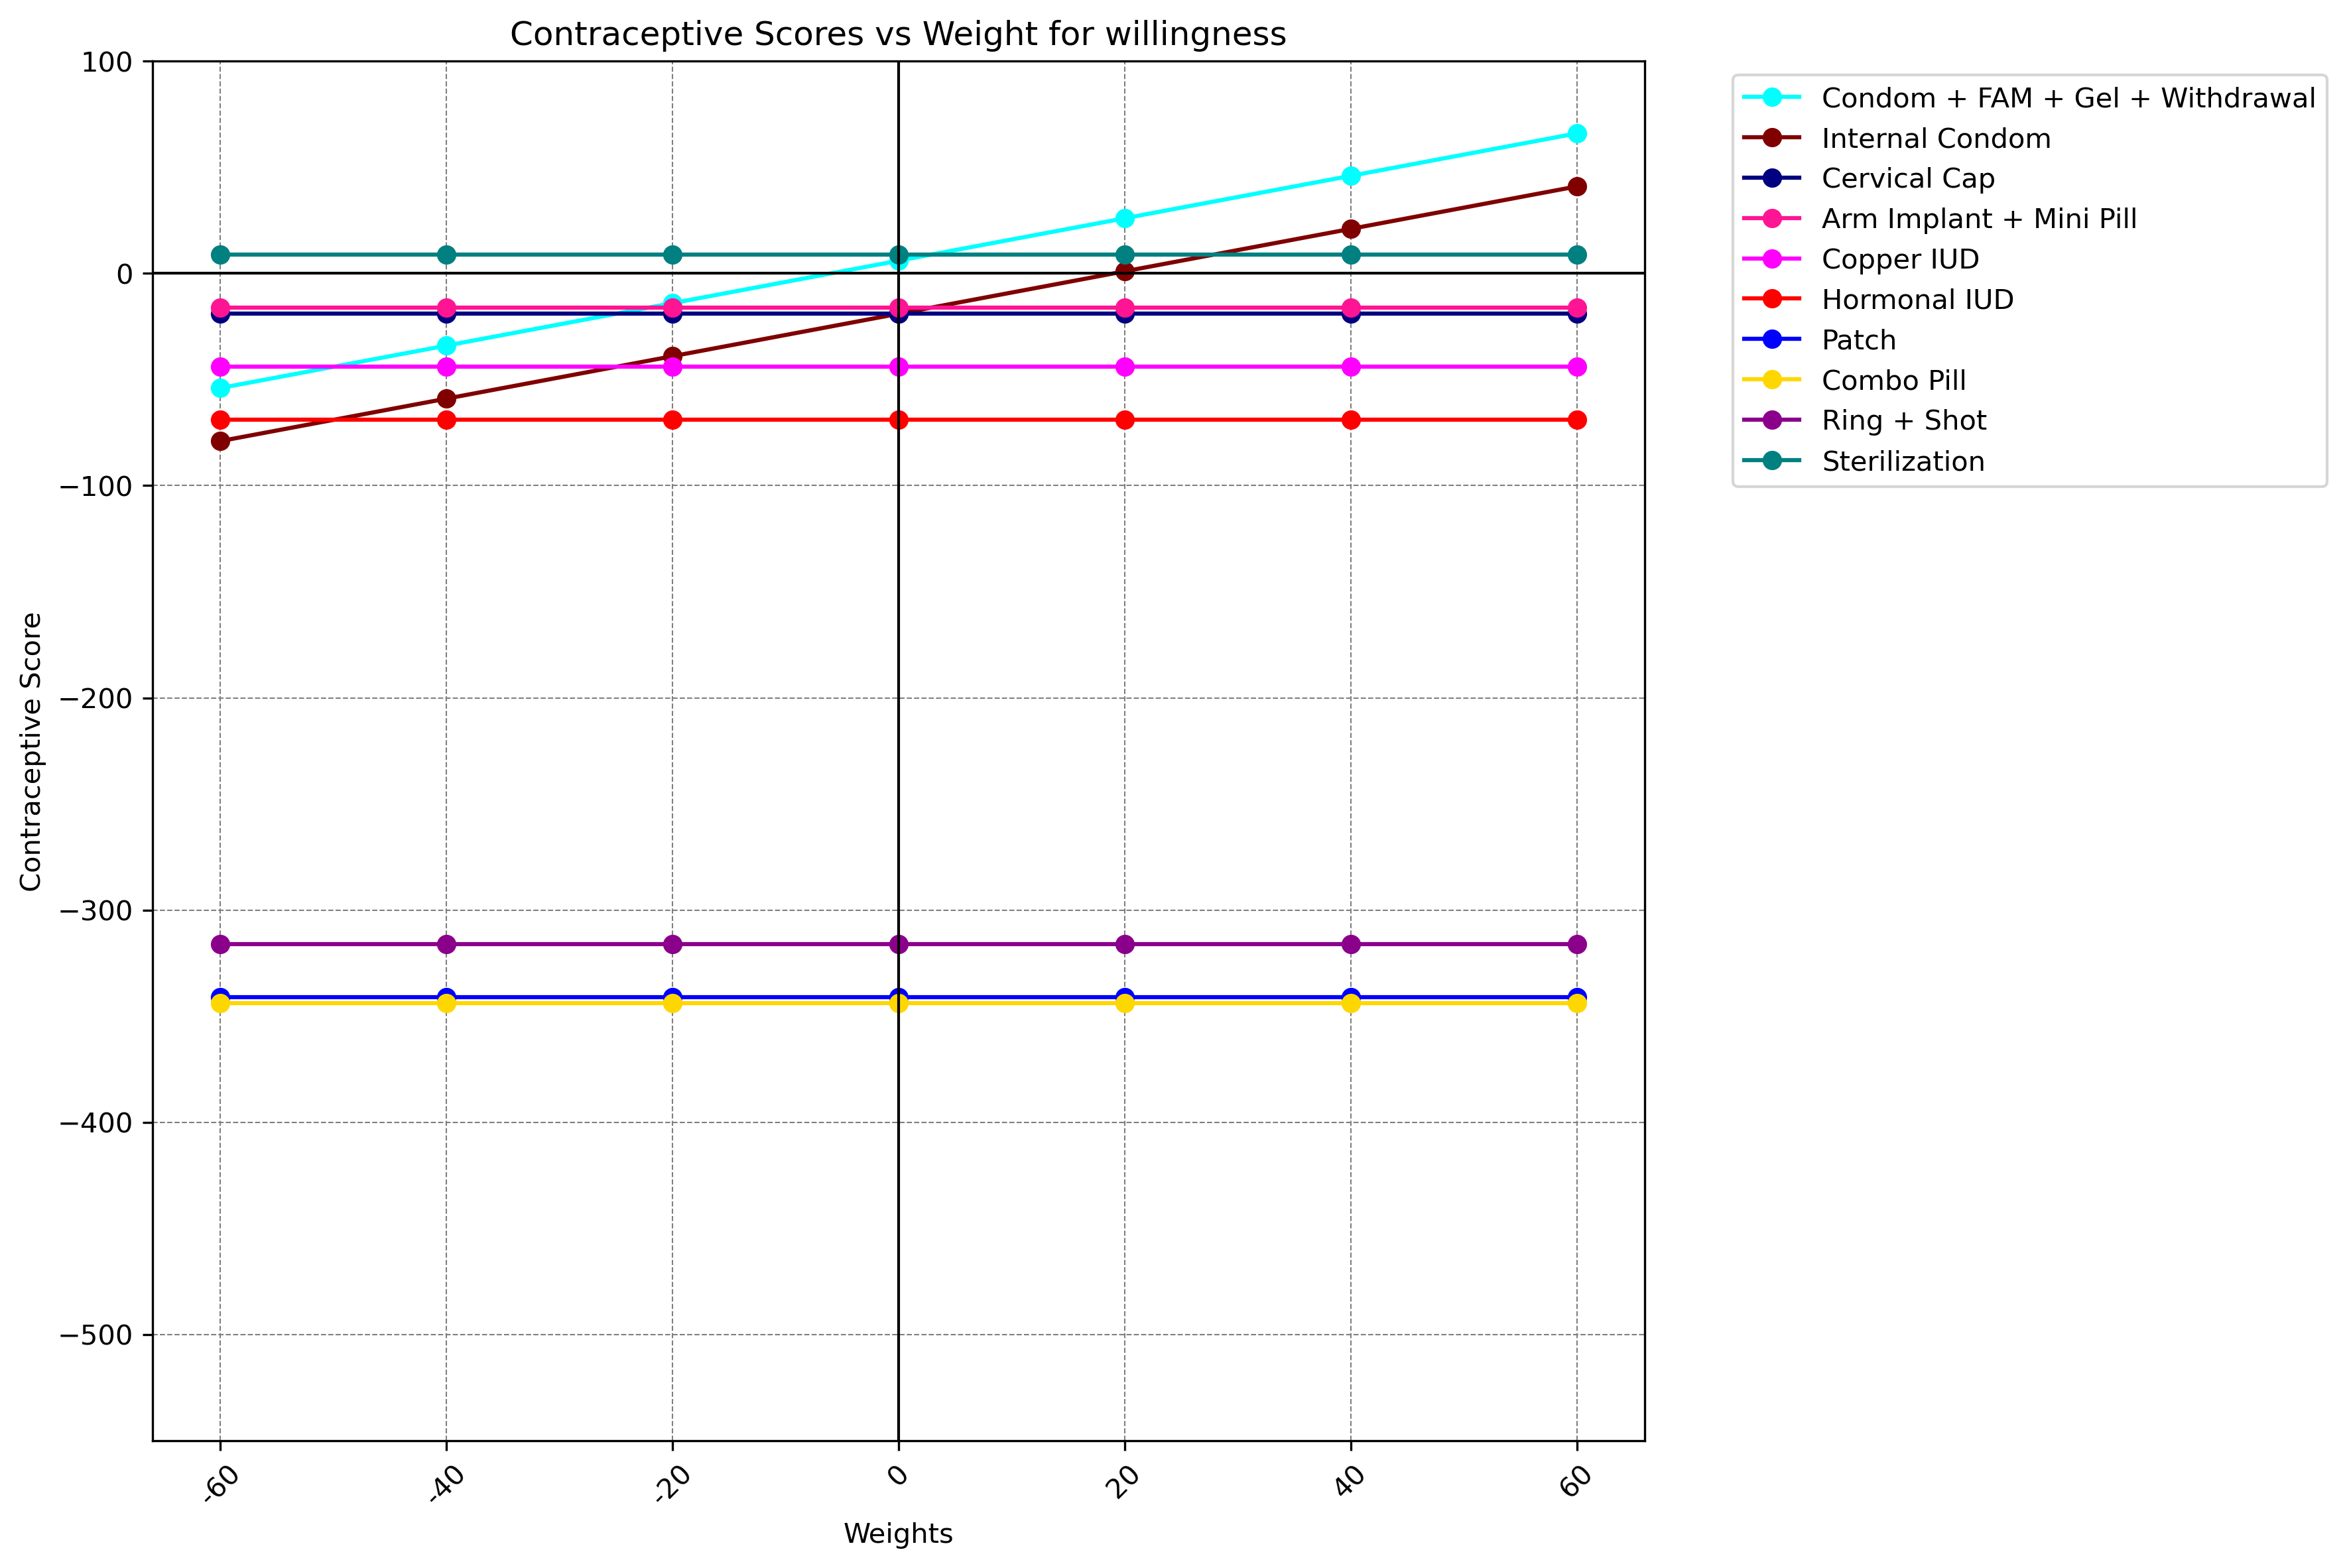 Contraceptive Scores vs Weight for willingness
100
0
−100
−200
−300
−400
−500
Contraceptive Score
-60
-40
-20
0
20
40
60
Weights
Condom + FAM + Gel + Withdrawal
Internal Condom
Cervical Cap
Arm Implant + Mini Pill
Copper IUD
Hormonal IUD
Patch
Combo Pill
Ring + Shot
Sterilization